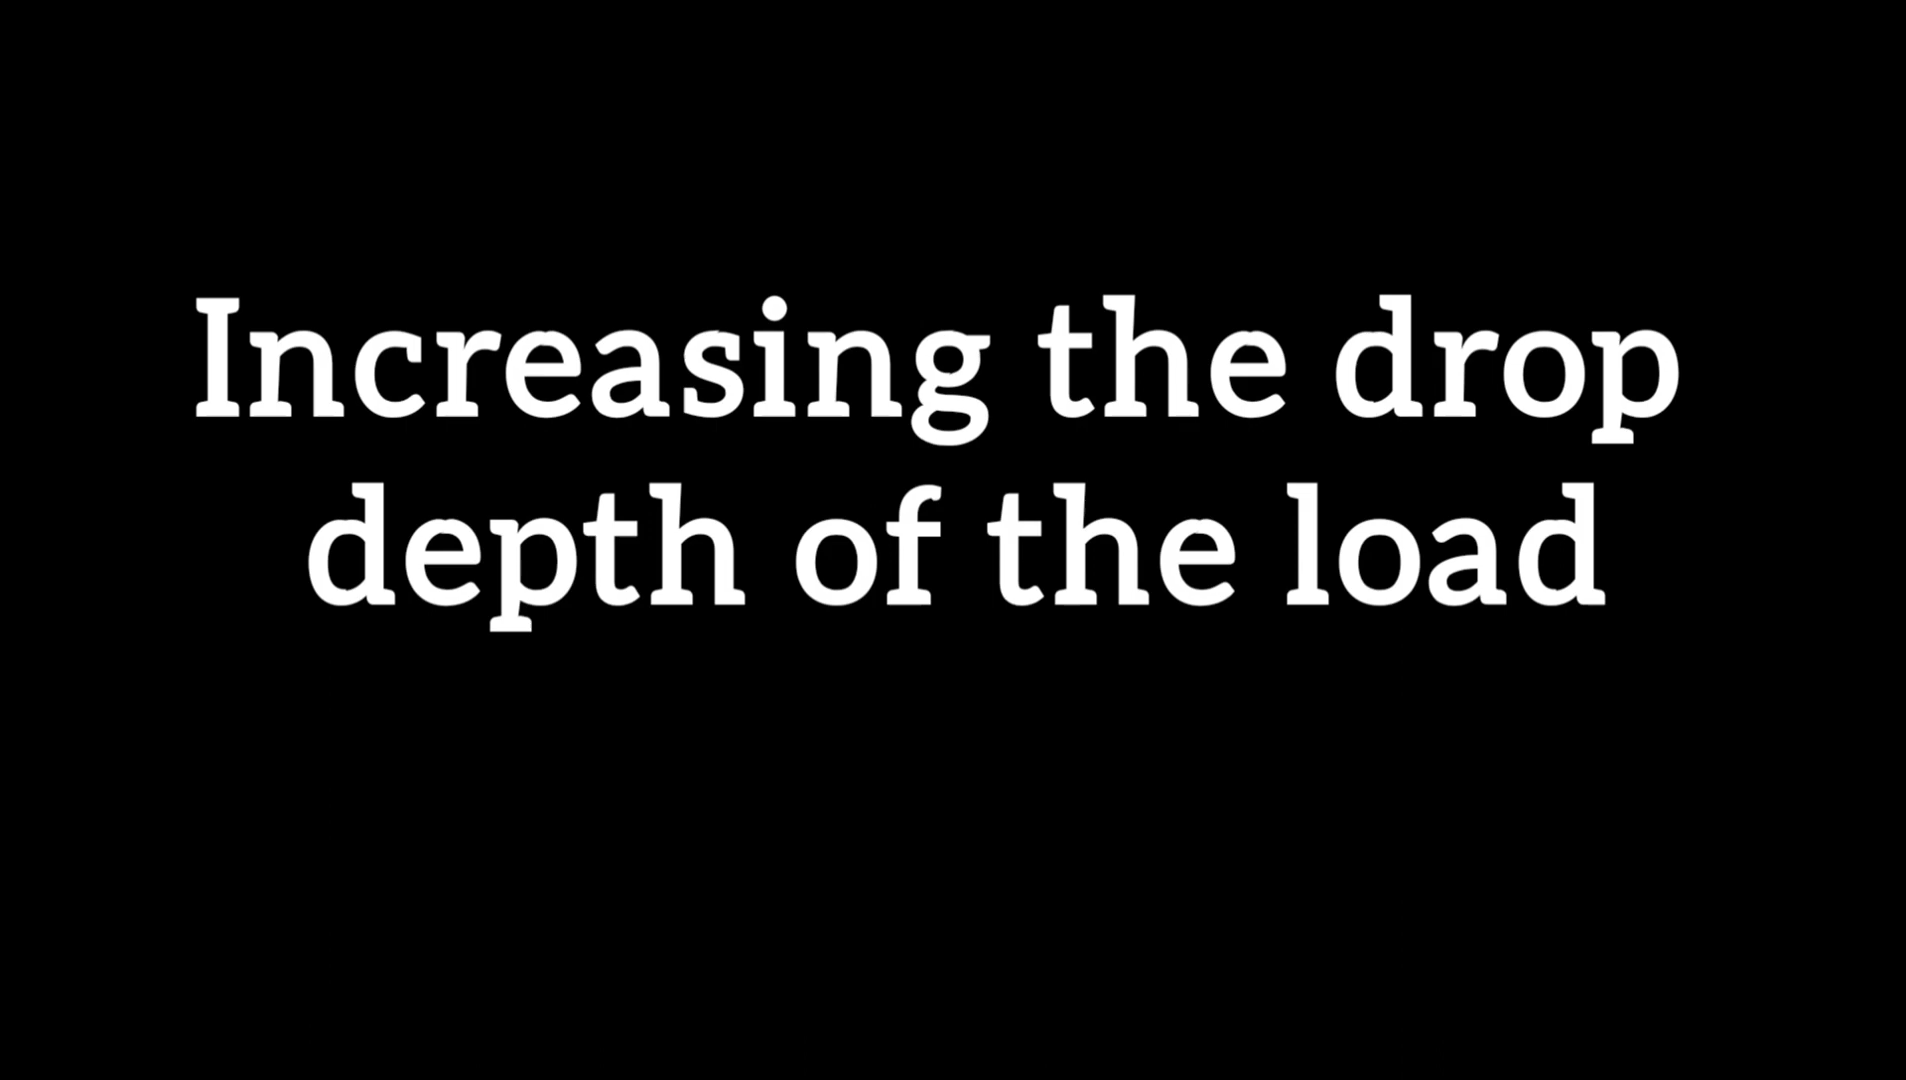 Increasing the drop
depth of the load